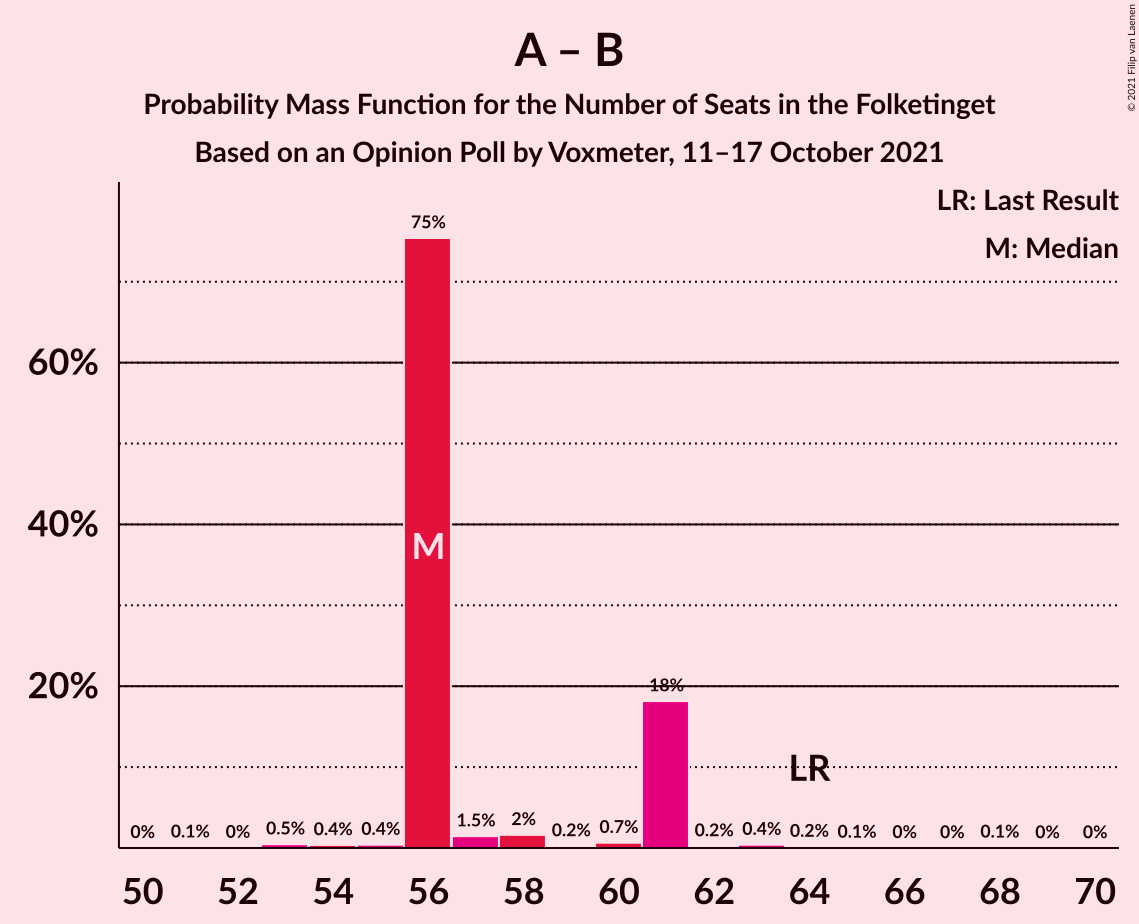 A – B
Probability Mass Function for the Number of Seats in the Folketinget
Based on an Opinion Poll by Voxmeter, 11–17 October 2021
© 2021 Filip van Laenen
LR: Last Result
M: Median
60%
40%
20%
0% 0.1% 0% 0.5% 0.4% 0.4% 75% 1.5% 2% 0.2% 0.7% 18% 0.2% 0.4% 0.2% 0.1% 0% 0% 0.1% 0% 0%
M
LR
50 52 54 56 58 60 62 64 66 68 70